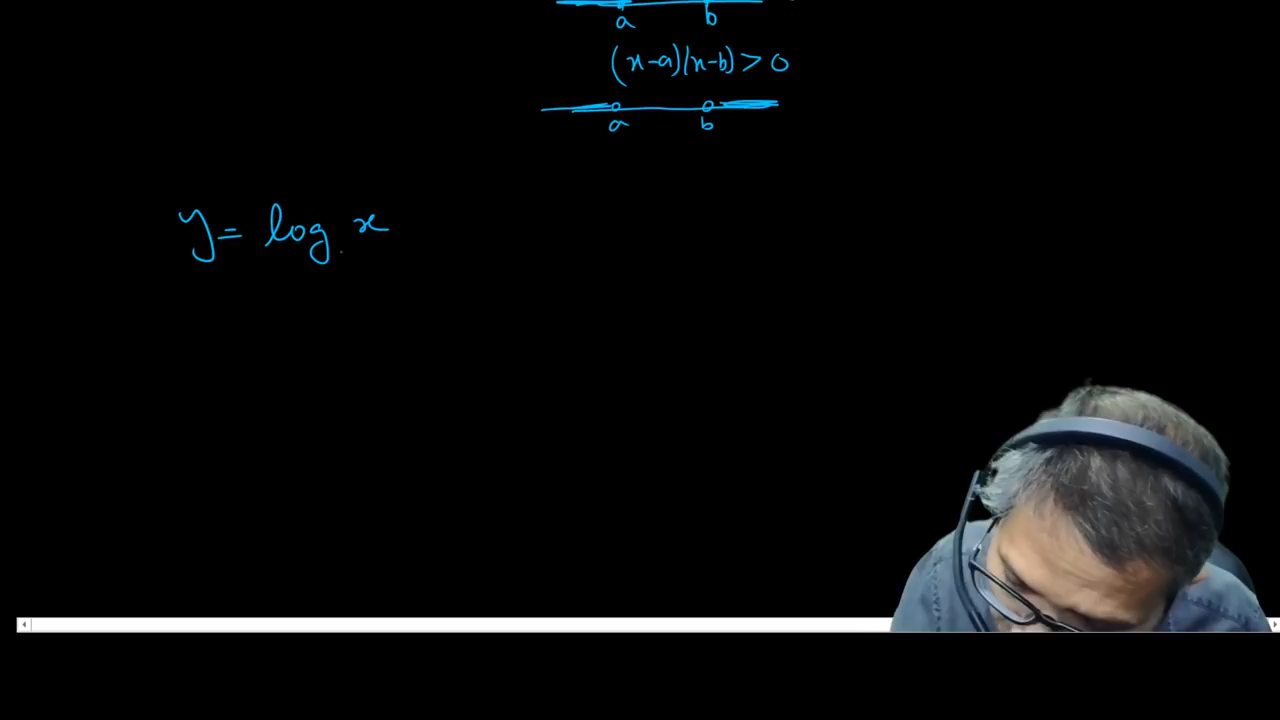 a b
(x-a)(x-b) > 0
a b
y = log x